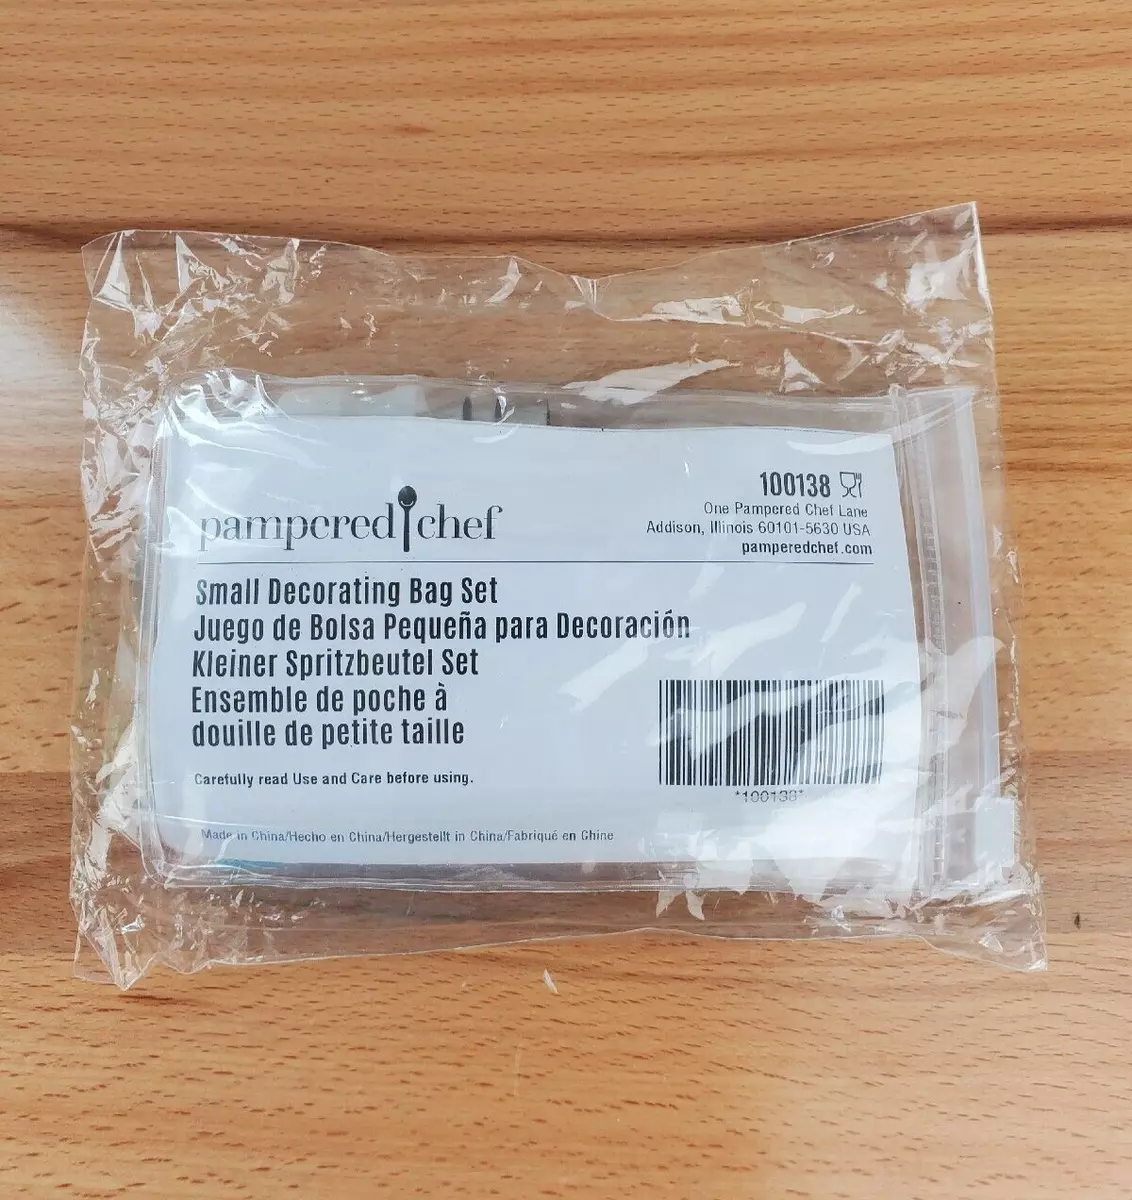 pampered chef
100138
One Pampered Chef Lane
Addison, Illinois 60101-5630 USA
pamperedchef.com
Small Decorating Bag Set
Juego de Bolsa Pequeña para Decoración
Kleiner Spritzbeutel Set
Ensemble de poche à
douille de petite taille
Carefully read Use and Care before using.
*100138*
Made in China/Hecho en China/Hergestellt in China/Fabriqué en Chine